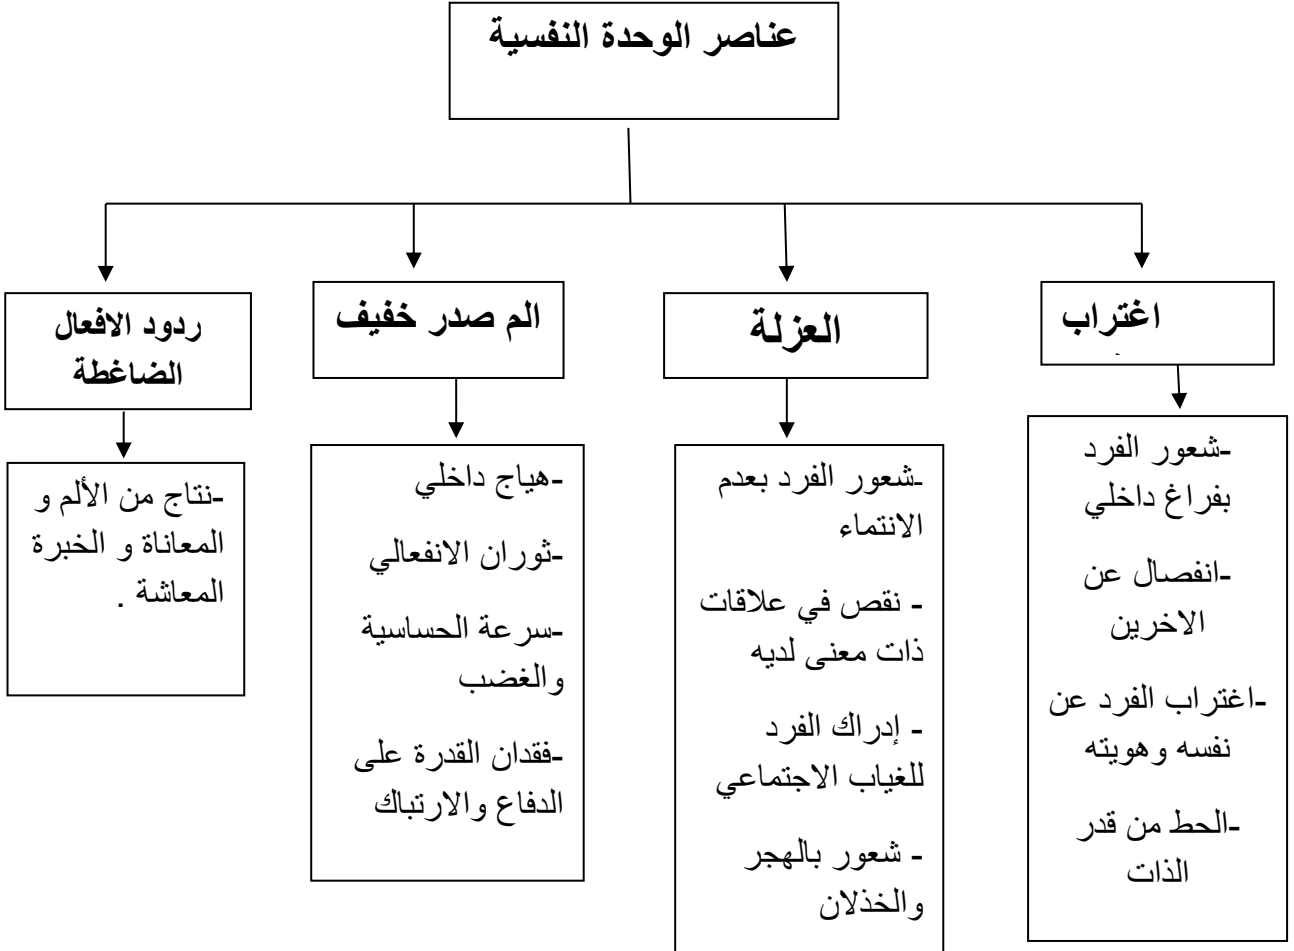 عناصر الوحدة النفسية
اغتراب
-شعور الفرد
بفراغ داخلي
-انفصال عن
الاخرين
-اغتراب الفرد عن
نفسه وهويته
-الحط من قدر
الذات
العزلة
-شعور الفرد بعدم
الانتماء
- نقص في علاقات
ذات معنى لديه
- إدراك الفرد
للغياب الاجتماعي
- شعور بالهجر
والخذلان
الم صدر خفيف
-هياج داخلي
-ثوران الانفعالي
-سرعة الحساسية
والغضب
-فقدان القدرة على
الدفاع والارتباك
ردود الافعال
الضاغطة
-نتاج من الألم و
المعاناة و الخبرة
المعاشة .